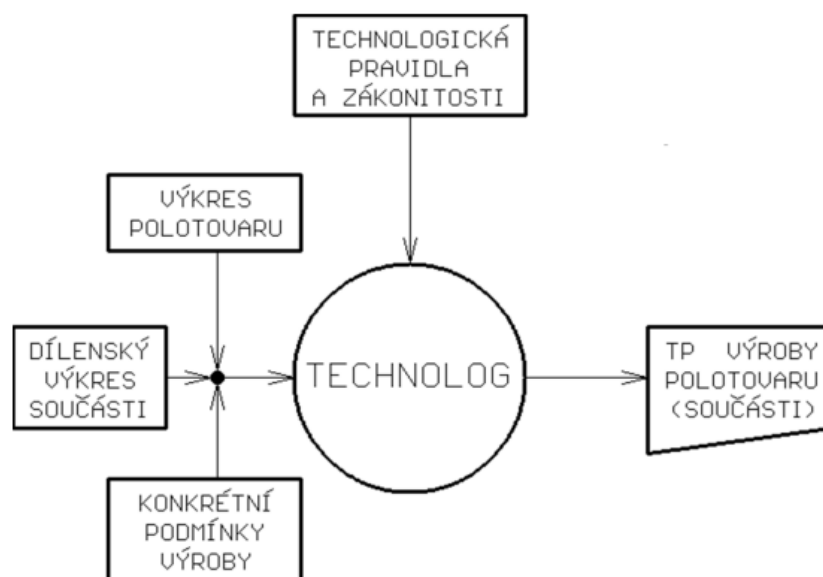 TECHNOLOGICKÁ
PRAVIDLA
A ZÁKONITOSTI
VÝKRES
POLOTOVARU
DÍLENSKÝ
VÝKRES
SOUČÁSTI
TECHNOLOG
TP VÝROBY
POLOTOVARU
(SOUČÁSTI)
KONKRÉTNÍ
PODMÍNKY
VÝROBY